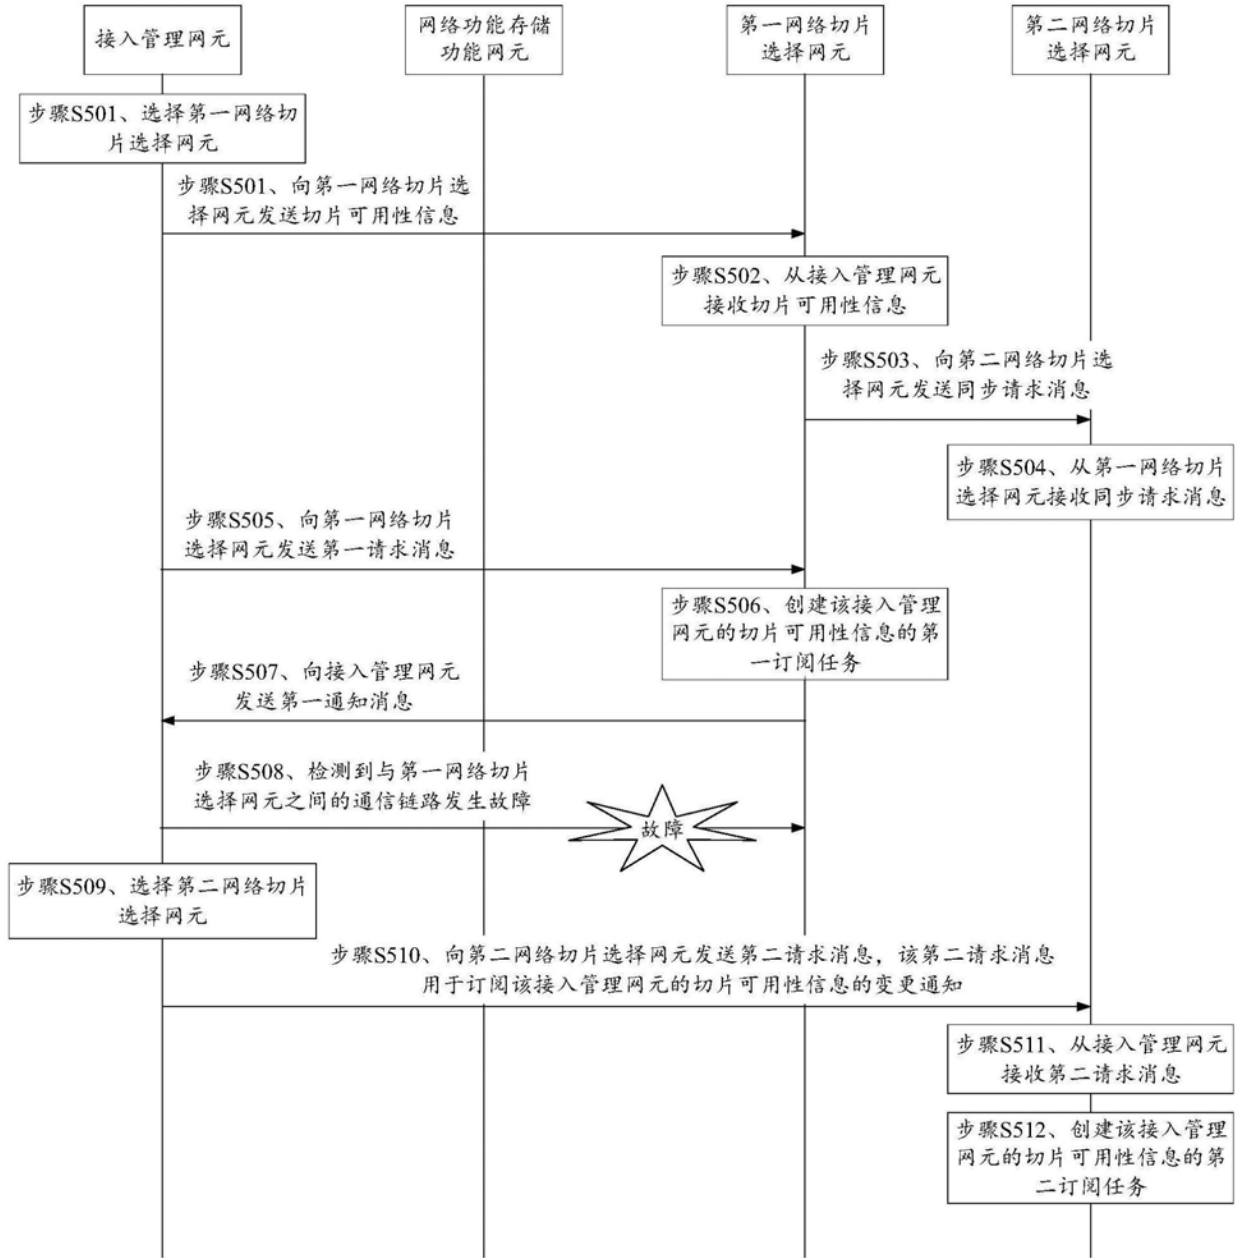 接入管理网元
网络功能存储
功能网元
第一网络切片
选择网元
第二网络切片
选择网元
步骤S501、选择第一网络切
片选择网元
步骤S501、向第一网络切片选
择网元发送切片可用性信息
步骤S502、从接入管理网元
接收切片可用性信息
步骤S503、向第二网络切片选
择网元发送同步请求消息
步骤S504、从第一网络切片
选择网元接收同步请求消息
步骤S505、向第一网络切片
选择网元发送第一请求消息
步骤S506、创建该接入管理
网元的切片可用性信息的第
一订阅任务
步骤S507、向接入管理网元
发送第一通知消息
步骤S508、检测到与第一网络切片
选择网元之间的通信链路发生故障
故障
步骤S509、选择第二网络切片
选择网元
步骤S510、向第二网络切片选择网元发送第二请求消息，该第二请求消息
用于订阅该接入管理网元的切片可用性信息的变更通知
步骤S511、从接入管理网元
接收第二请求消息
步骤S512、创建该接入管理
网元的切片可用性信息的第
二订阅任务